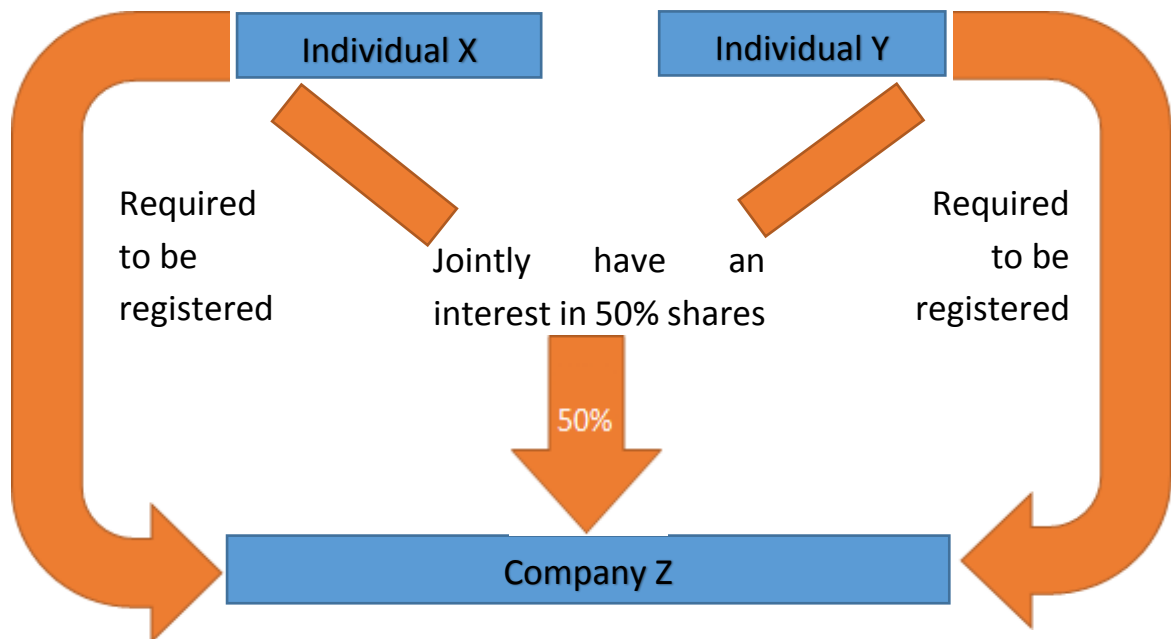 Individual X
Individual Y
Required
to be
registered
Jointly have an
interest in 50% shares
Required
to be
registered
50%
Company Z